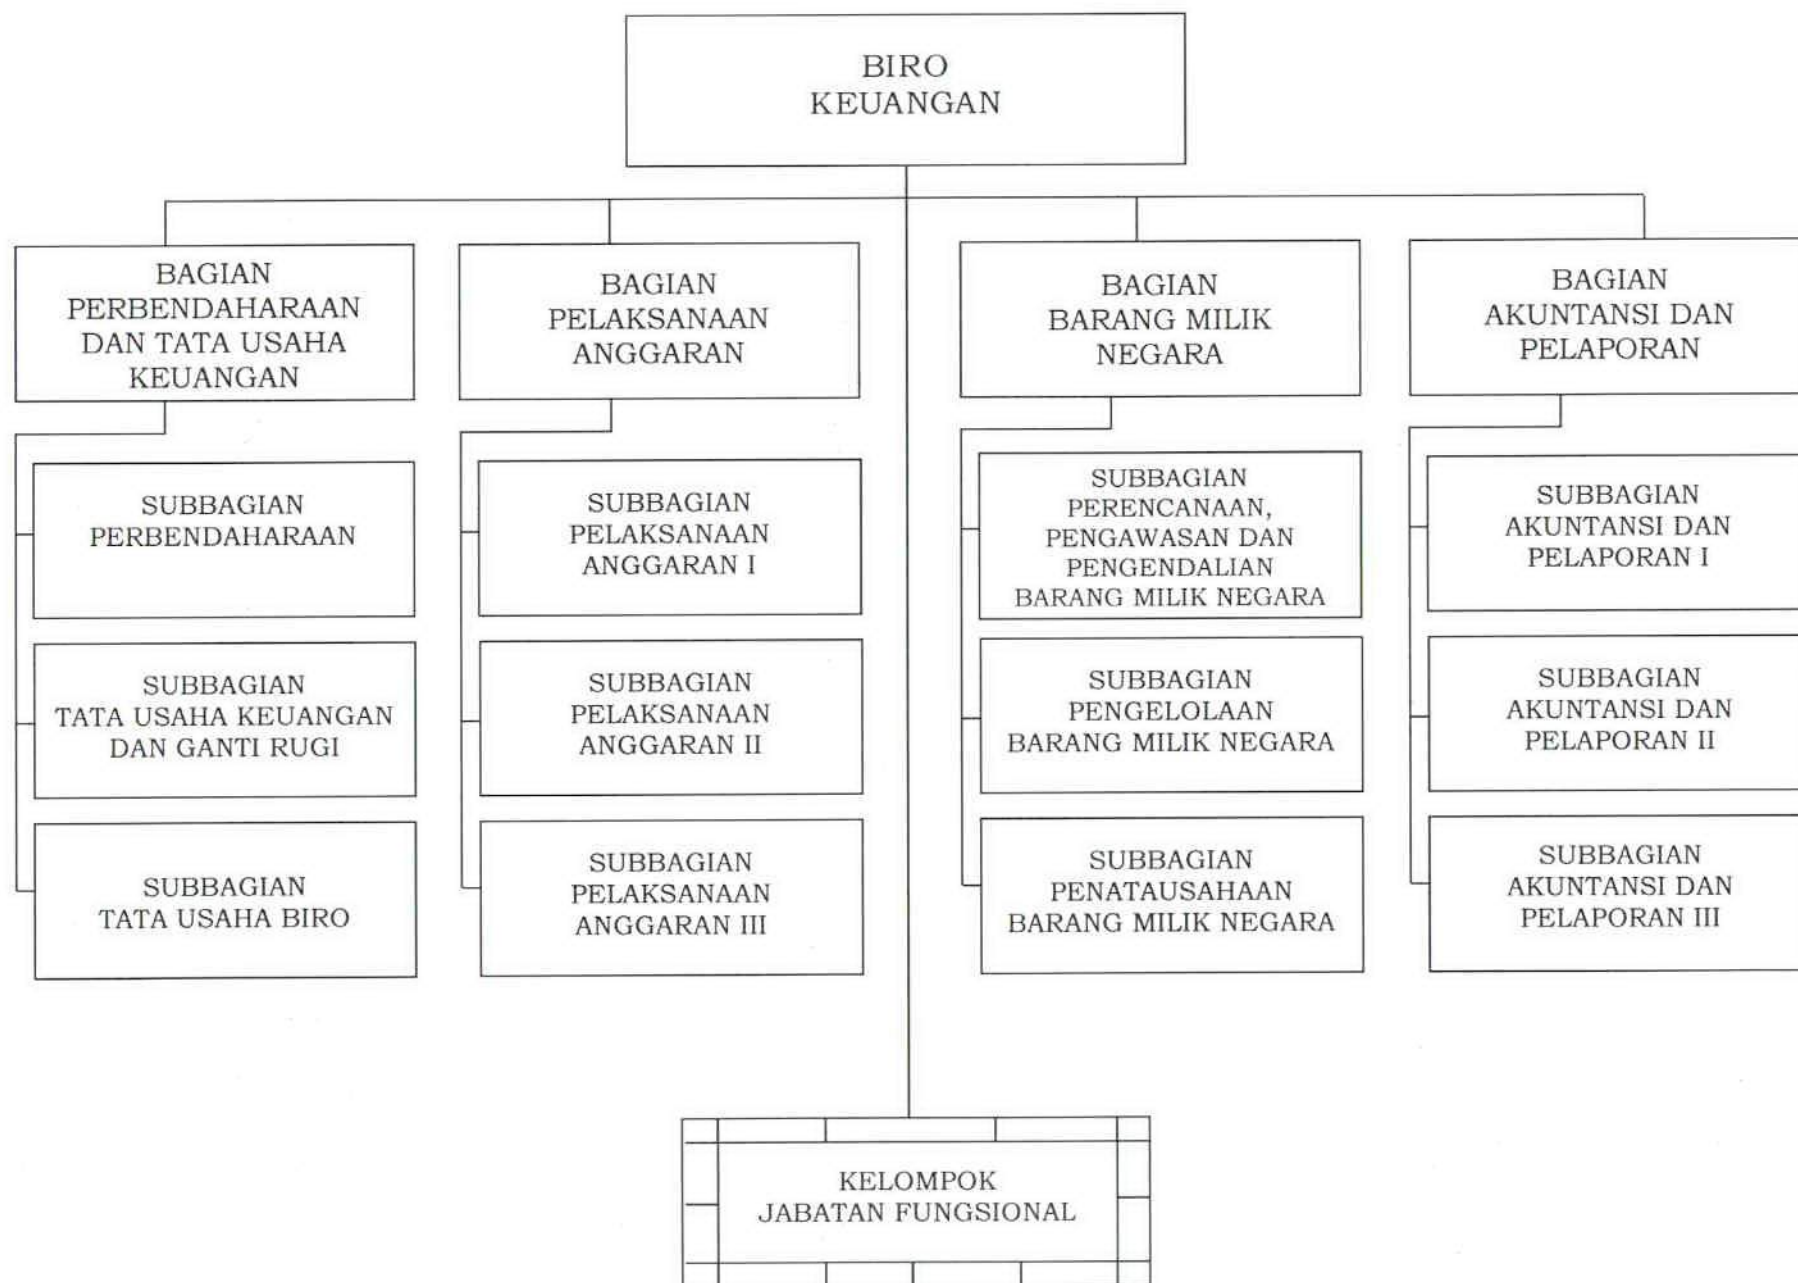 BIRO
KEUANGAN
BAGIAN
PERBENDAHARAAN
DAN TATA USAHA
KEUANGAN
BAGIAN
PELAKSANAAN
ANGGARAN
BAGIAN
BARANG MILIK
NEGARA
BAGIAN
AKUNTANSI DAN
PELAPORAN
SUBBAGIAN
PERBENDAHARAAN
SUBBAGIAN
TATA USAHA KEUANGAN
DAN GANTI RUGI
SUBBAGIAN
TATA USAHA BIRO
SUBBAGIAN
PELAKSANAAN
ANGGARAN I
SUBBAGIAN
PELAKSANAAN
ANGGARAN II
SUBBAGIAN
PELAKSANAAN
ANGGARAN III
SUBBAGIAN
PERENCANAAN,
PENGAWASAN DAN
PENGENDALIAN
BARANG MILIK NEGARA
SUBBAGIAN
PENGELOLAAN
BARANG MILIK NEGARA
SUBBAGIAN
PENATAUSAHAAN
BARANG MILIK NEGARA
SUBBAGIAN
AKUNTANSI DAN
PELAPORAN I
SUBBAGIAN
AKUNTANSI DAN
PELAPORAN II
SUBBAGIAN
AKUNTANSI DAN
PELAPORAN III
KELOMPOK
JABATAN FUNGSIONAL